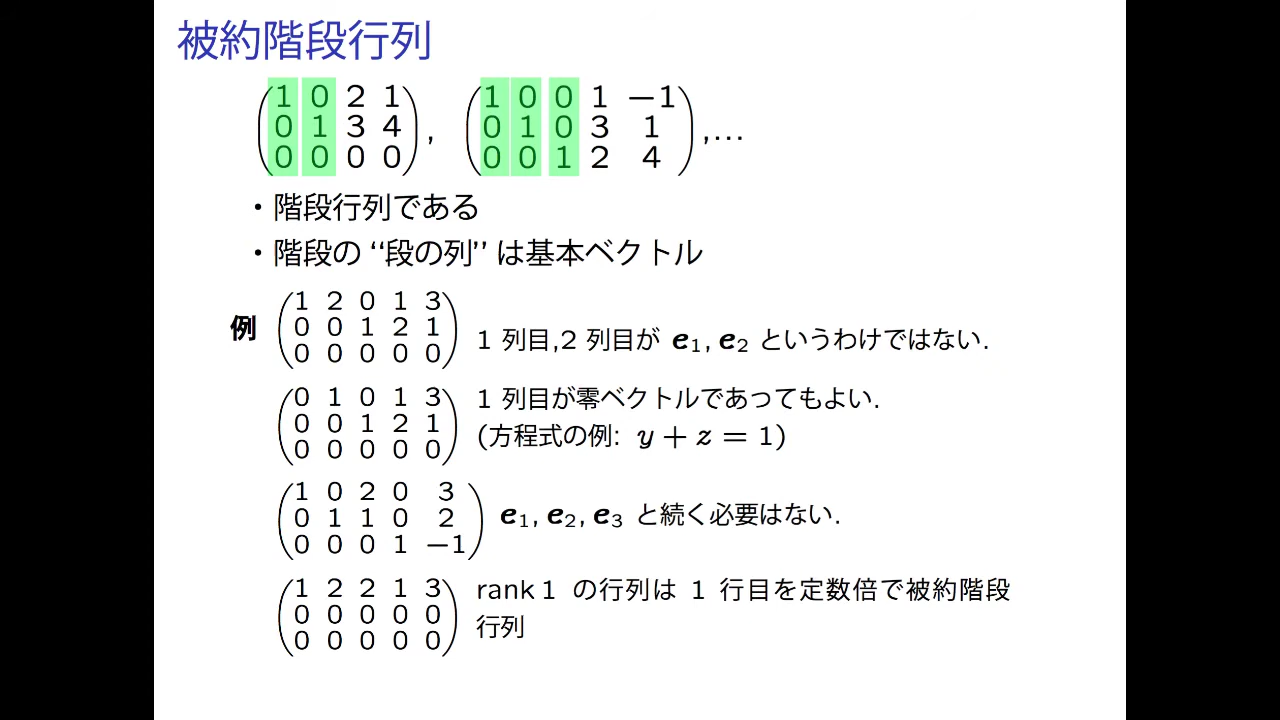 被約階段行列
(1 0 2 1
0 1 3 4
0 0 0 0), (1 0 0 1 −1
0 1 0 3 1
0 0 1 2 4),...
・階段行列である
・階段の “段の列” は基本ベクトル
例 (1 2 0 1 3
0 0 1 2 1
0 0 0 0 0) 1 列目,2 列目が e₁, e₂ というわけではない.
(0 1 0 1 3
0 0 1 2 1
0 0 0 0 0) 1 列目が零ベクトルであってもよい.
(方程式の例: y + z = 1)
(1 0 2 0 3
0 1 1 0 2
0 0 0 1 −1) e₁, e₂, e₃ と続く必要はない.
(1 2 2 1 3
0 0 0 0 0
0 0 0 0 0) rank 1 の行列は 1 行目を定数倍で被約階段
行列